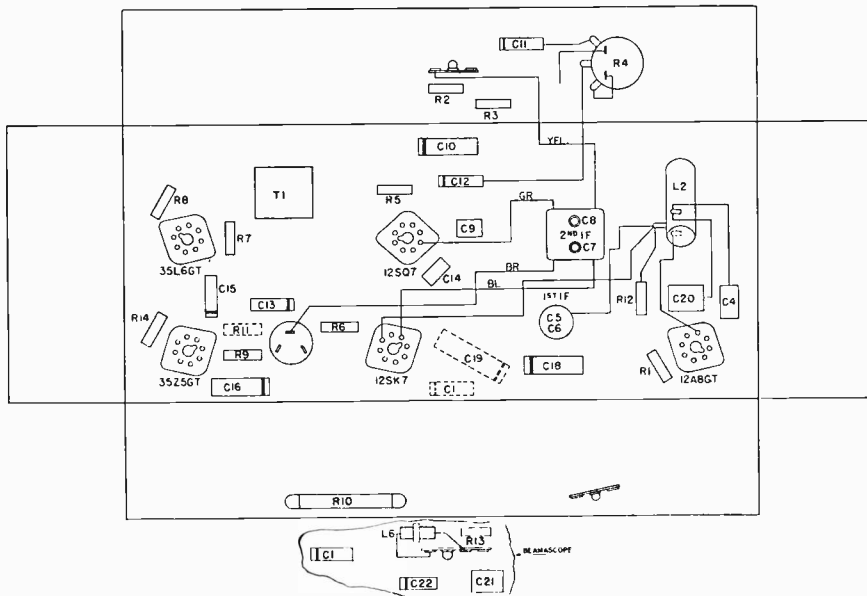 C11
R4
R2
R3
YEL
C10
C12
R8
T1
R5
GR
L2
R7
C9
C8
2ND IF
C7
35L6GT
12SQ7
C14
BR
BL
C15
C13
1ST IF
R12
C20
C4
R14
R11
R6
C5
C6
R9
C19
35Z5GT
12SK7
C18
R1
12A8GT
C16
C1
R10
L6
R13
C1
BEAMASCOPE
C22
C21